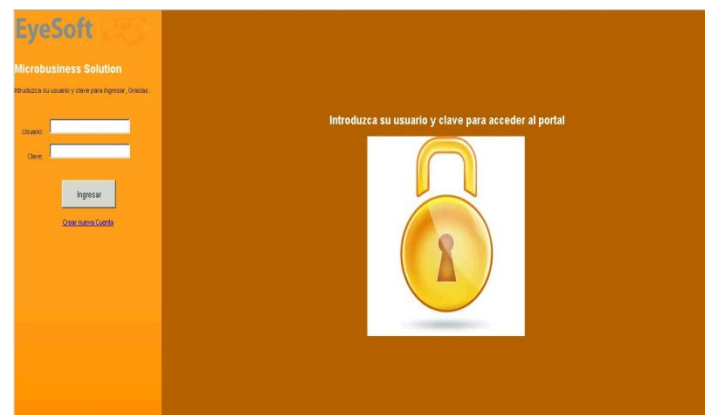 EyeSoft
Microbusiness Solution
Intruduzca su usuario y clave para ingresar, Gracias.
Introduzca su usuario y clave para acceder al portal
Usuario:
Clave:
Ingresar
Crear nueva Cuenta